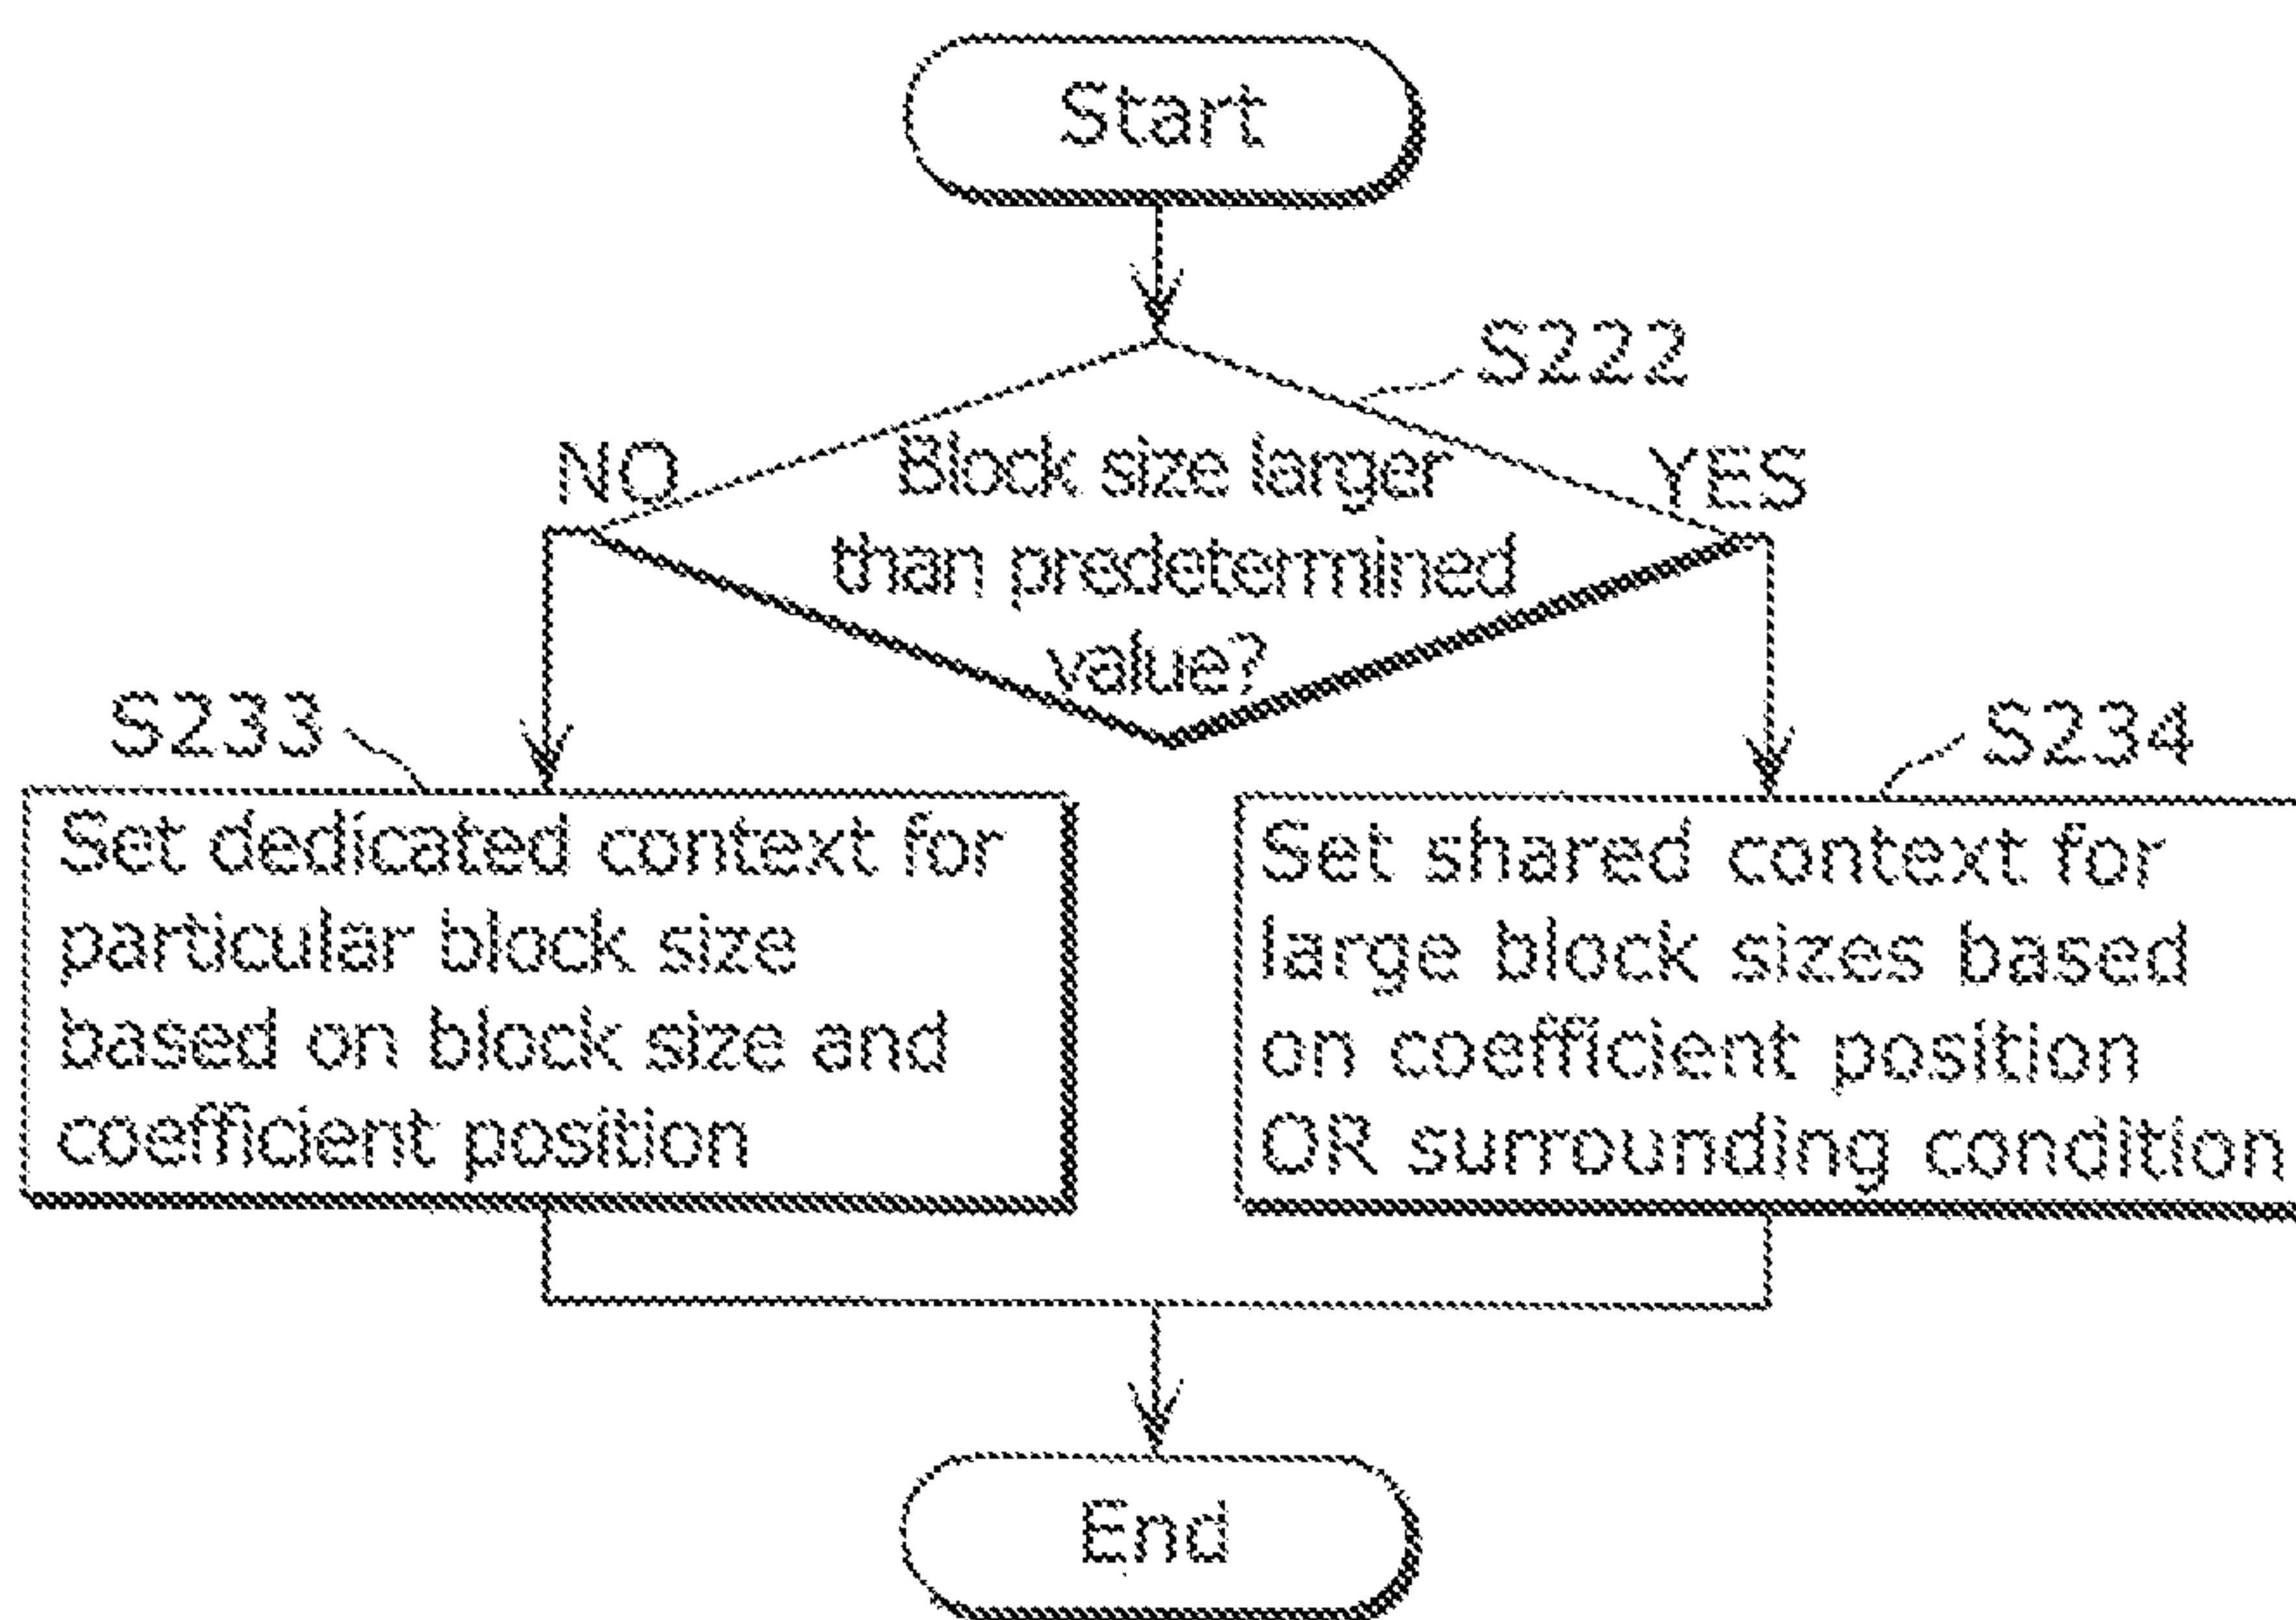 Start
S222
NO
YES
Block size larger
than predetermined
value?
S233
S234
Set dedicated context for
particular block size
based on block size and
coefficient position
Set shared context for
large block sizes based
on coefficient position
OR surrounding condition
End